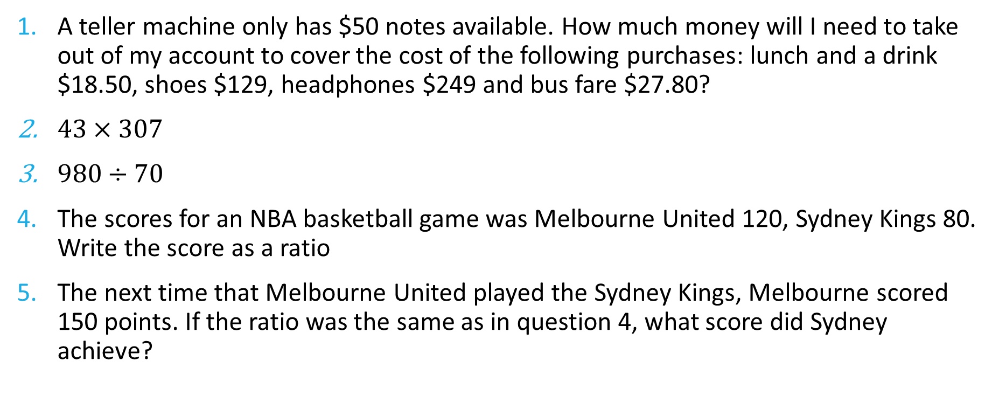 1. A teller machine only has $50 notes available. How much money will I need to take
out of my account to cover the cost of the following purchases: lunch and a drink
$18.50, shoes $129, headphones $249 and bus fare $27.80?
2. 43 × 307
3. 980 ÷ 70
4. The scores for an NBA basketball game was Melbourne United 120, Sydney Kings 80.
Write the score as a ratio
5. The next time that Melbourne United played the Sydney Kings, Melbourne scored
150 points. If the ratio was the same as in question 4, what score did Sydney
achieve?